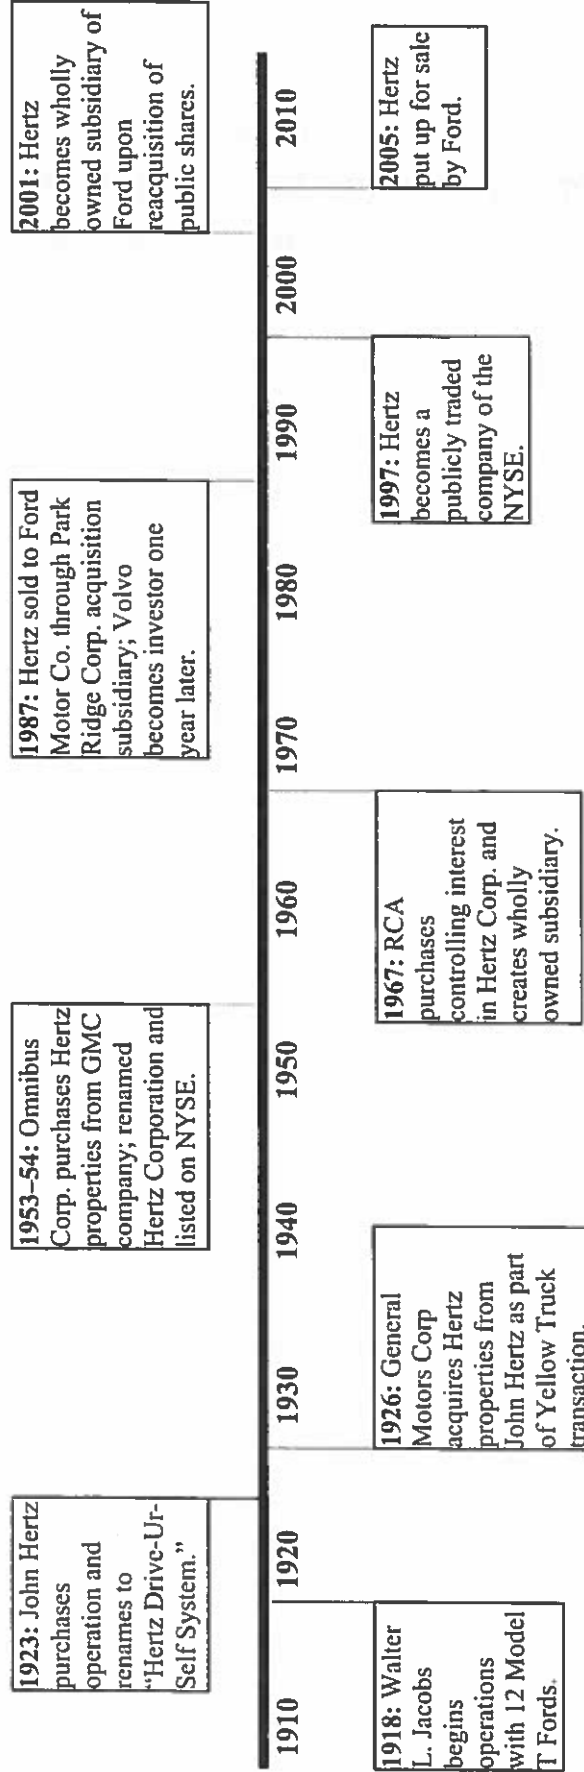 1923: John Hertz
purchases
operation and
renames to
“Hertz Drive-Ur-
Self System.”
1953–54: Omnibus
Corp. purchases Hertz
properties from GMC
company; renamed
Hertz Corporation and
listed on NYSE.
1987: Hertz sold to Ford
Motor Co. through Park
Ridge Corp. acquisition
subsidiary; Volvo
becomes investor one
year later.
2001: Hertz
becomes wholly
owned subsidiary of
Ford upon
reacquisition of
public shares.
1910 1920 1930 1940 1950 1960 1970 1980 1990 2000 2010
1918: Walter
L. Jacobs
begins
operations
with 12 Model
T Fords.
1926: General
Motors Corp
acquires Hertz
properties from
John Hertz as part
of Yellow Truck
transaction.
1967: RCA
purchases
controlling interest
in Hertz Corp. and
creates wholly
owned subsidiary.
1997: Hertz
becomes a
publicly traded
company of the
NYSE.
2005: Hertz
put up for sale
by Ford.